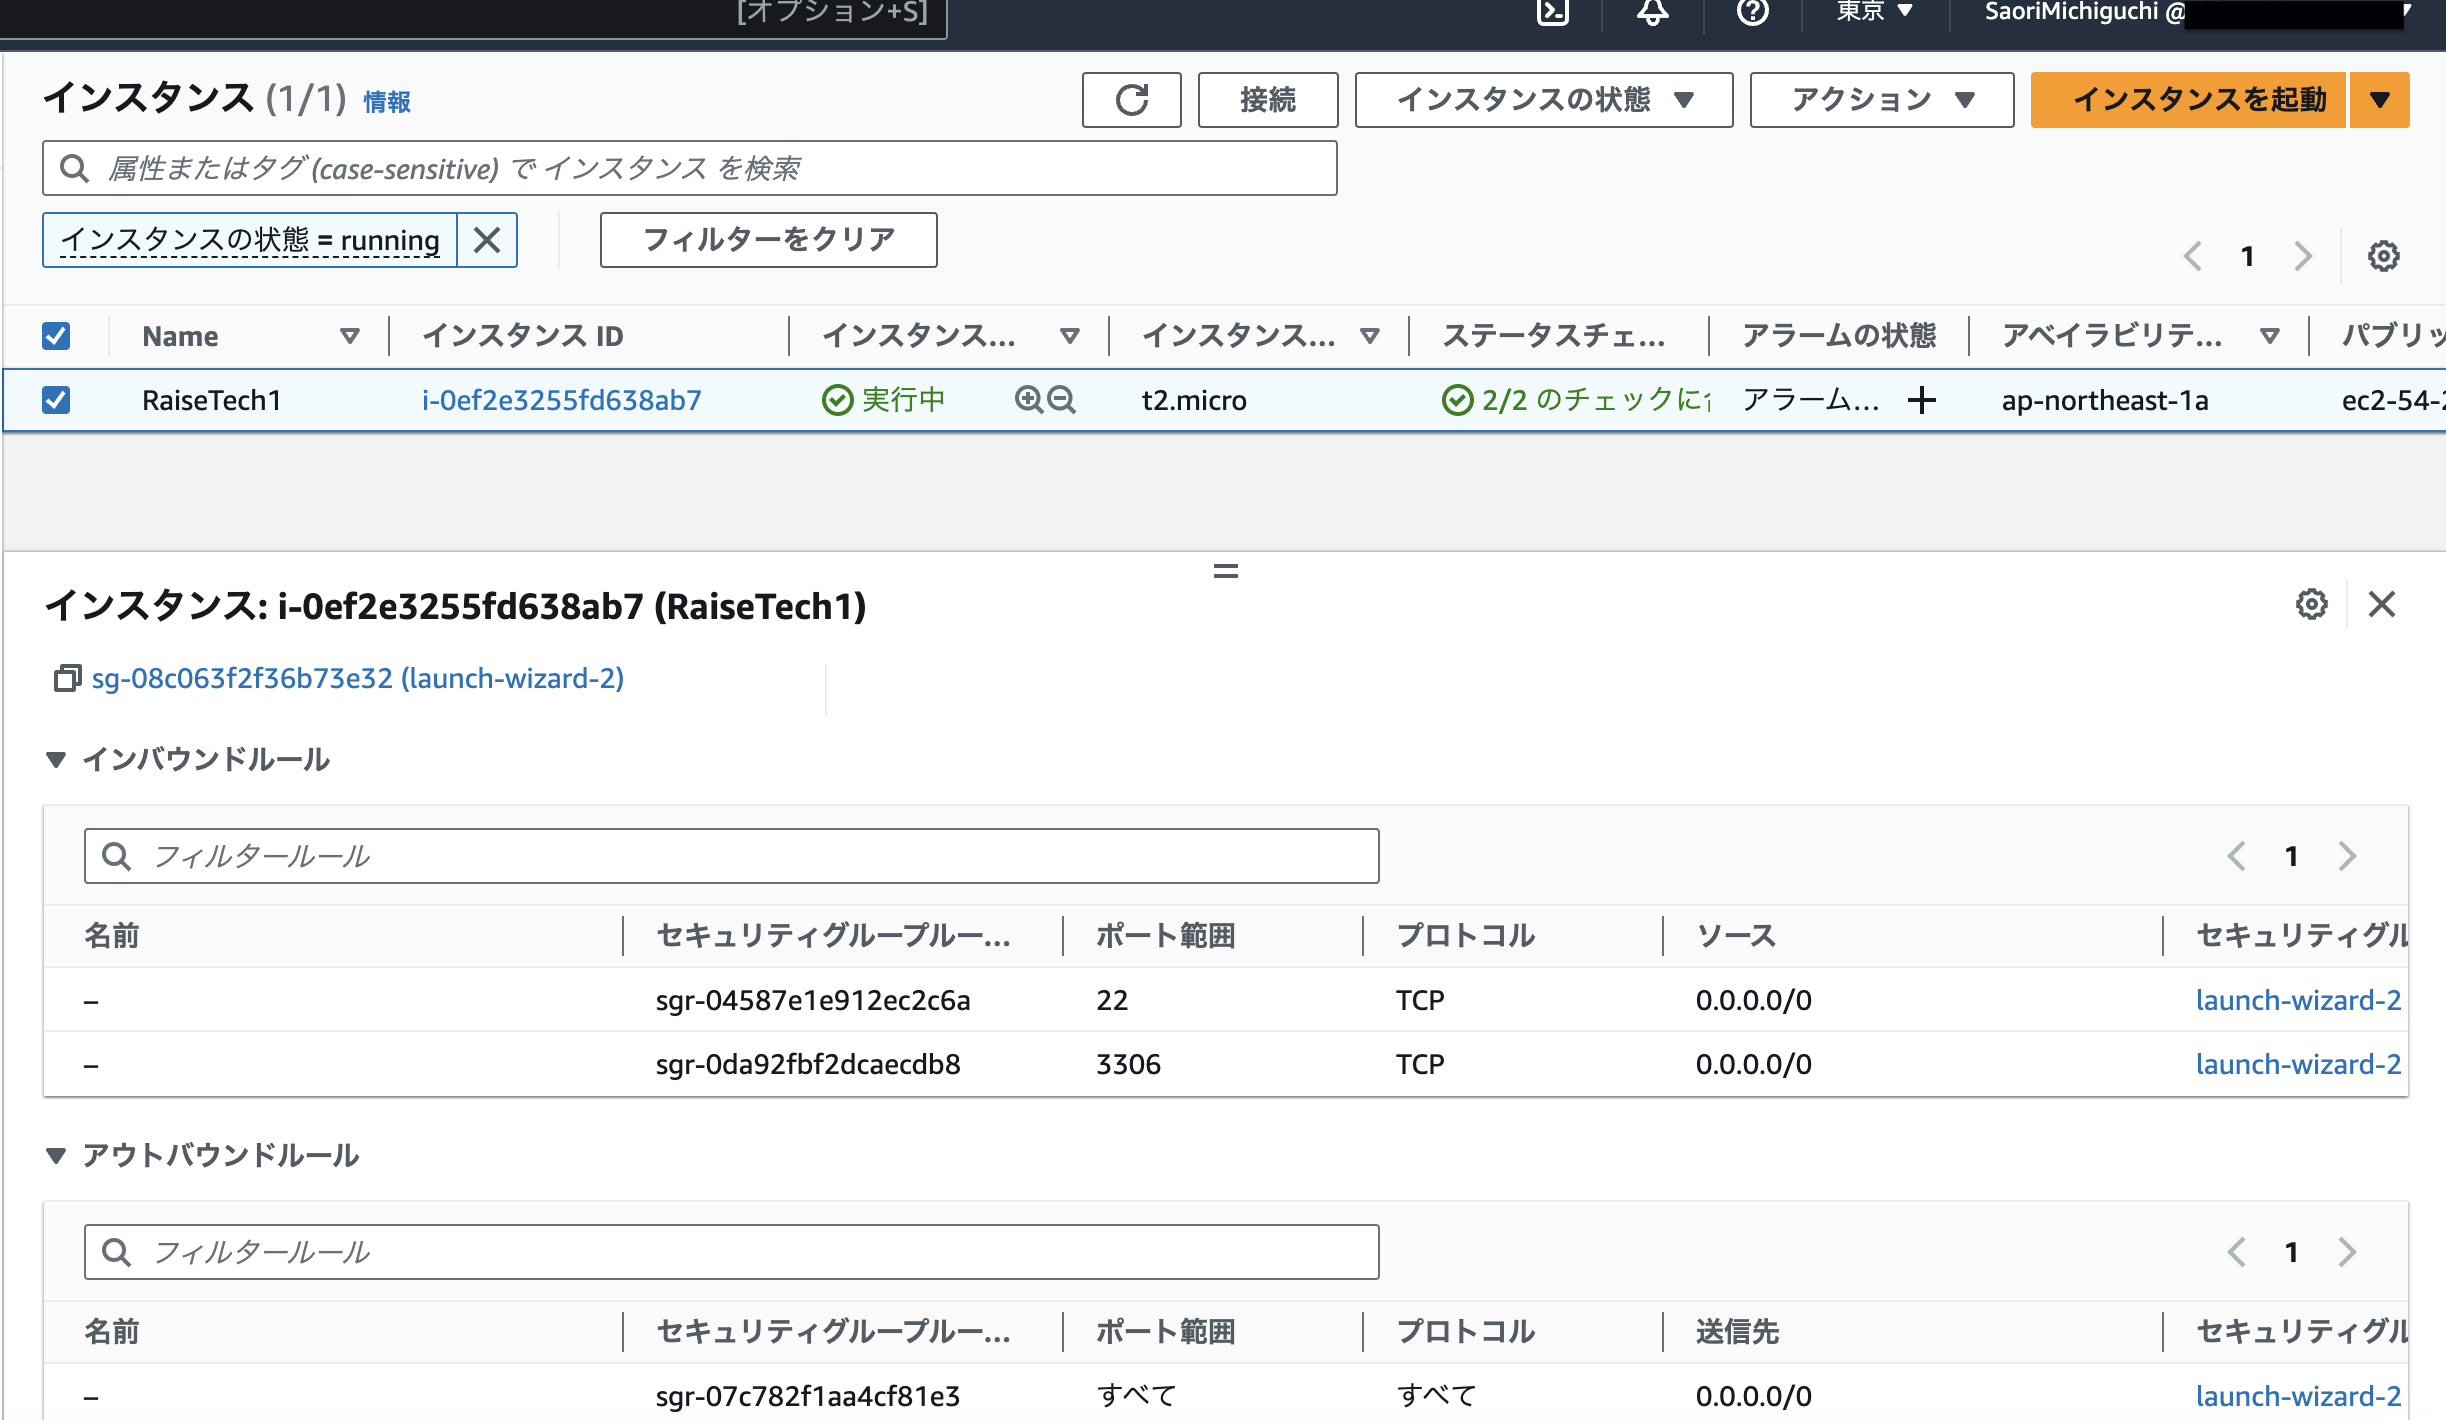 [オプション+S] 東京 SaoriMichiguchi @
インスタンス (1/1) 情報 接続 インスタンスの状態 アクション インスタンスを起動
属性またはタグ (case-sensitive) で インスタンス を検索
インスタンスの状態 = running フィルターをクリア 1
Name インスタンス ID インスタンス... インスタンス... ステータスチェ... アラームの状態 アベイラビリテ... パブリッ
RaiseTech1 i-0ef2e3255fd638ab7 実行中 t2.micro 2/2 のチェックに アラーム... ap-northeast-1a ec2-54-2
インスタンス: i-0ef2e3255fd638ab7 (RaiseTech1)
sg-08c063f2f36b73e32 (launch-wizard-2)
インバウンドルール
フィルタールール 1
名前 セキュリティグループルー... ポート範囲 プロトコル ソース セキュリティグル
– sgr-04587e1e912ec2c6a 22 TCP 0.0.0.0/0 launch-wizard-2
– sgr-0da92fbf2dcaecdb8 3306 TCP 0.0.0.0/0 launch-wizard-2
アウトバウンドルール
フィルタールール 1
名前 セキュリティグループルー... ポート範囲 プロトコル 送信先 セキュリティグル
– sgr-07c782f1aa4cf81e3 すべて すべて 0.0.0.0/0 launch-wizard-2